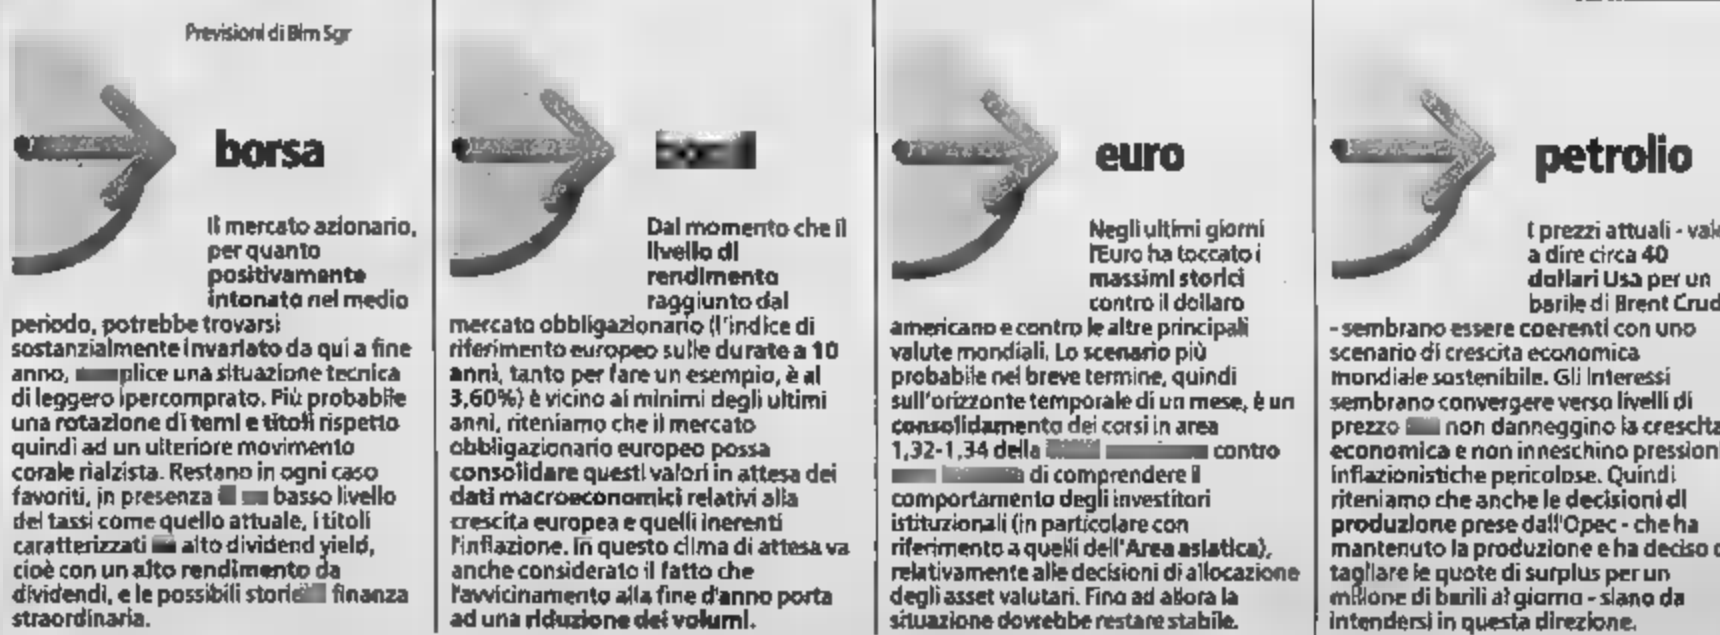 Previsioni di Bim Sgr
borsa
Il mercato azionario,
per quanto
positivamente
intonato nel medio
periodo, potrebbe trovarsi
sostanzialmente invariato da qui a fine
anno, una situazione tecnica
di leggero ipercomprato. Più probabile
una rotazione di temi e titoli rispetto
quindi ad un ulteriore movimento
corale rialzista. Restano in ogni caso
favoriti, in presenza basso livello
dei tassi come quello attuale, i titoli
caratterizzati alto dividend yield,
cioè con un alto rendimento da
dividendi, e le possibili finanza
straordinaria.
Dal momento che il
livello di
rendimento
raggiunto dal
mercato obbligazionario (l'indice di
riferimento europeo sulle durate a 10
anni, tanto per fare un esempio, è al
3,60%) è vicino ai minimi degli ultimi
anni, riteniamo che il mercato
obbligazionario europeo possa
consolidare questi valori in attesa dei
dati macroeconomici relativi alla
crescita europea e quelli inerenti
l'inflazione. In questo clima di attesa va
anche considerato il fatto che
l'avvicinamento alla fine d'anno porta
ad una riduzione dei volumi.
euro
Negli ultimi giorni
l'Euro ha toccato i
massimi storici
contro il dollaro
americano e contro le altre principali
valute mondiali. Lo scenario più
probabile nel breve termine, quindi
sull'orizzonte temporale di un mese, è un
consolidamento dei corsi in area
1,32-1,34 della contro
di comprendere il
comportamento degli investitori
istituzionali (in particolare con
riferimento a quelli dell'Area asiatica),
relativamente alle decisioni di allocazione
degli asset valutari. Fino ad allora la
situazione dovrebbe restare stabile.
petrolio
I prezzi attuali - vale
a dire circa 40
dollari Usa per un
barile di Brent Crud
- sembrano essere coerenti con uno
scenario di crescita economica
mondiale sostenibile. Gli interessi
sembrano convergere verso livelli di
prezzo non danneggino la crescita
economica e non inneschino pressioni
inflazionistiche pericolose. Quindi
riteniamo che anche le decisioni di
produzione prese dall'Opec - che ha
mantenuto la produzione e ha deciso
tagliare le quote di surplus per un
milione di barili al giorno - siano da
intendersi in questa direzione.